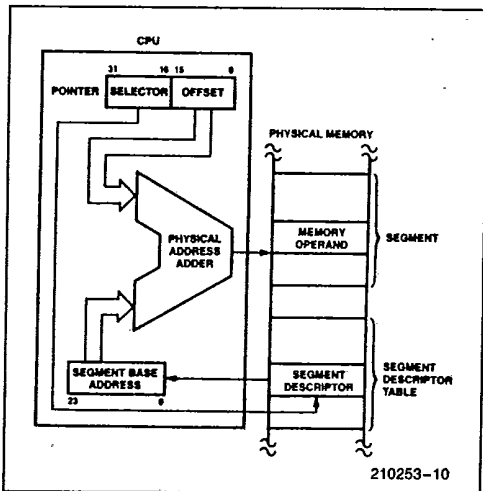 CPU
31 16 15 0
POINTER SELECTOR OFFSET
PHYSICAL MEMORY
MEMORY
OPERAND
SEGMENT
PHYSICAL
ADDRESS
ADDER
SEGMENT BASE
ADDRESS
23 0
SEGMENT
DESCRIPTOR
SEGMENT
DESCRIPTOR
TABLE
210253-10